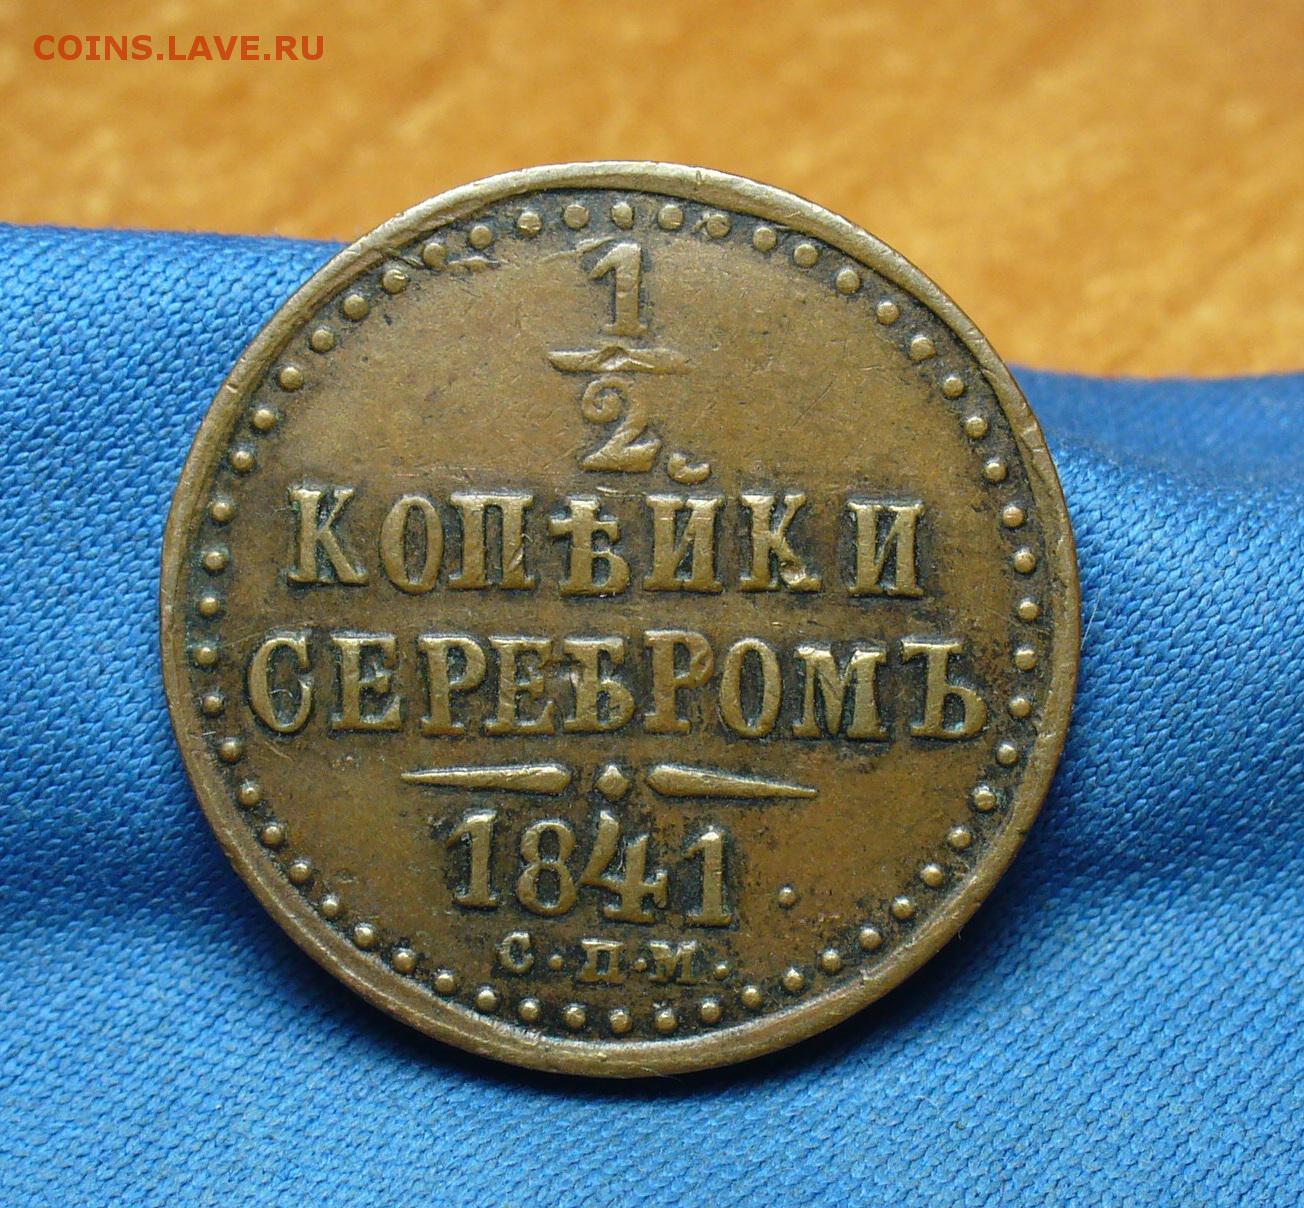 COINS.LAVE.RU
1
2
КОПѢЙКИ
СЕРЕБРОМЪ
1841.
С.П.М.